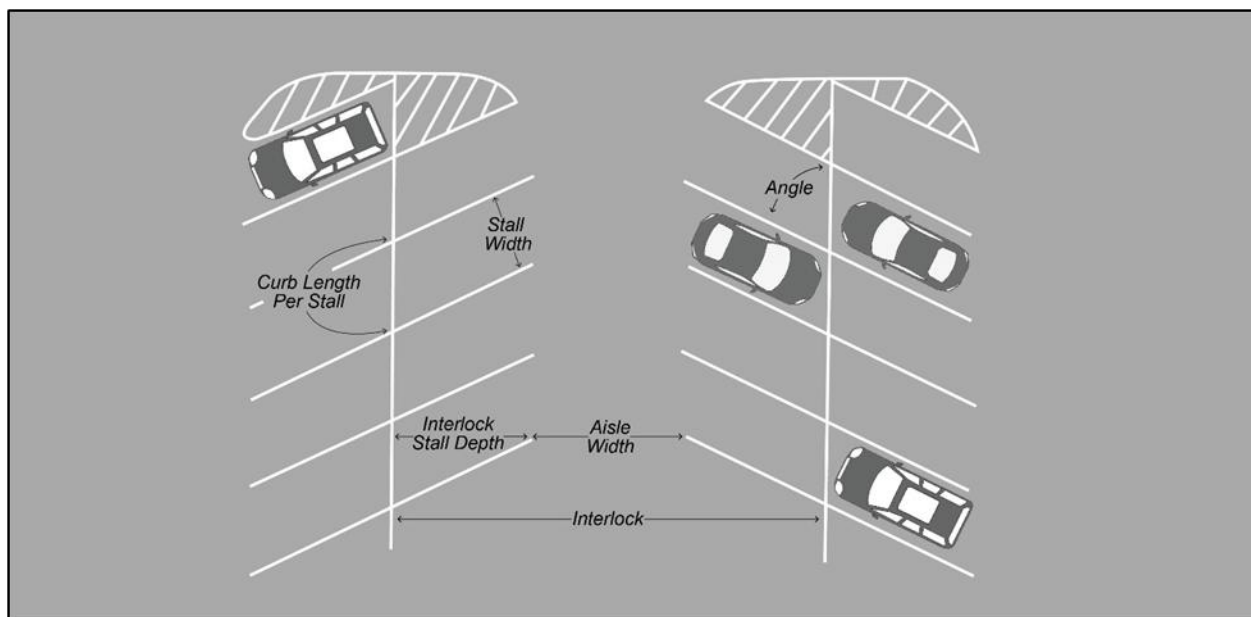 Angle
Stall
Width
Curb Length
Per Stall
Interlock
Stall Depth
Aisle
Width
Interlock